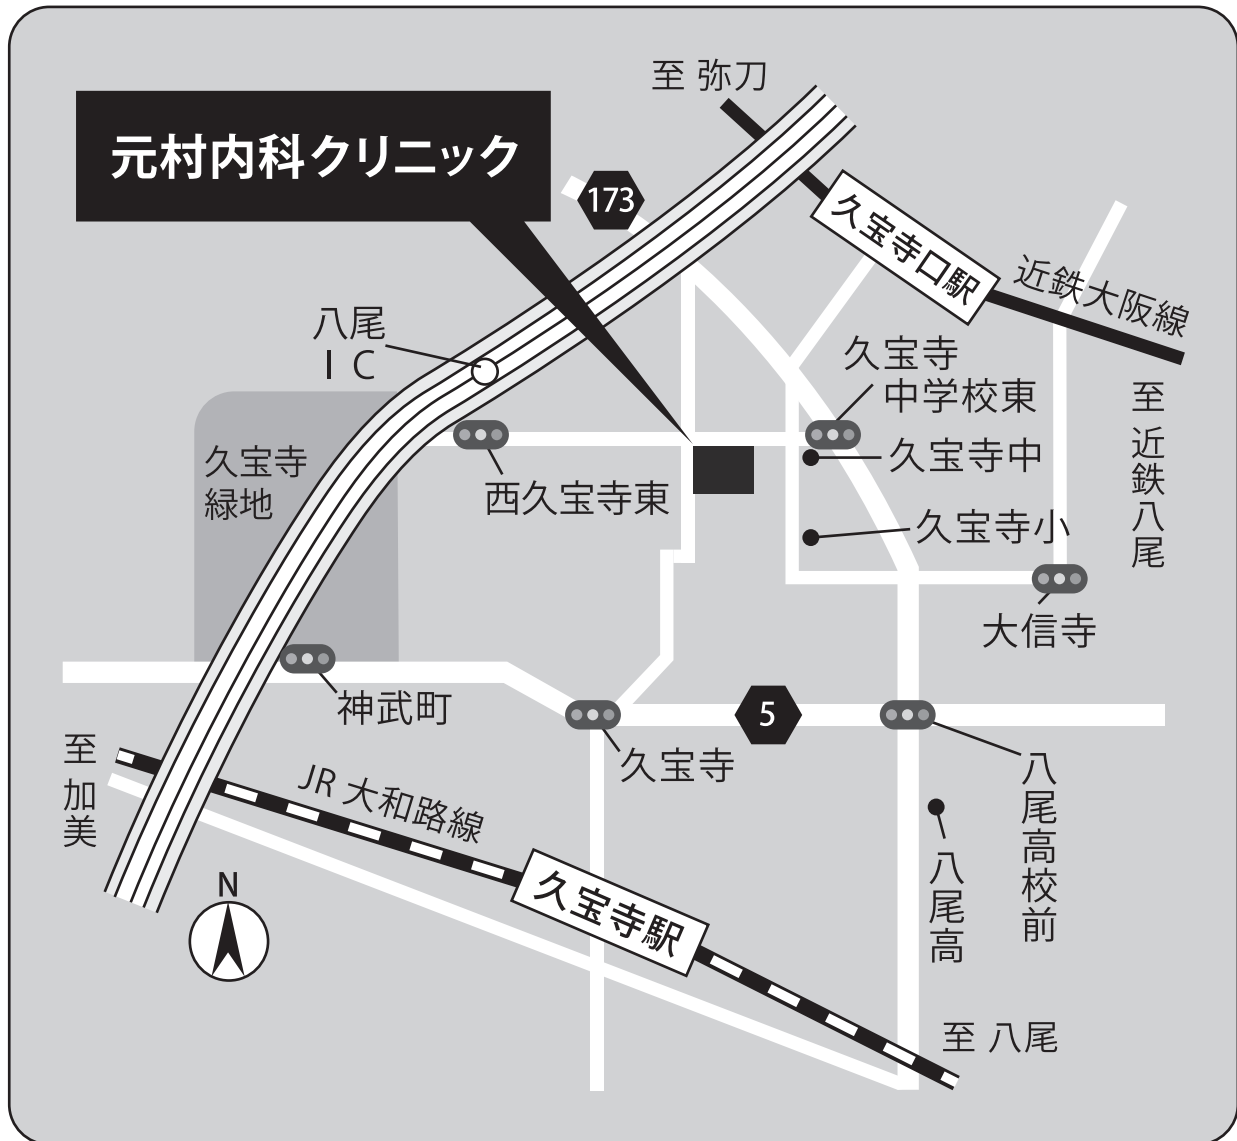 至 弥刀
元村内科クリニック
173
久宝寺口駅
近鉄大阪線
八尾
IC
久宝寺
中学校東
至 近鉄八尾
久宝寺
緑地
西久宝寺東
久宝寺中
久宝寺小
大信寺
神武町
5
久宝寺
至 加美
JR 大和路線
八尾高校前
八尾高
N
久宝寺駅
至 八尾